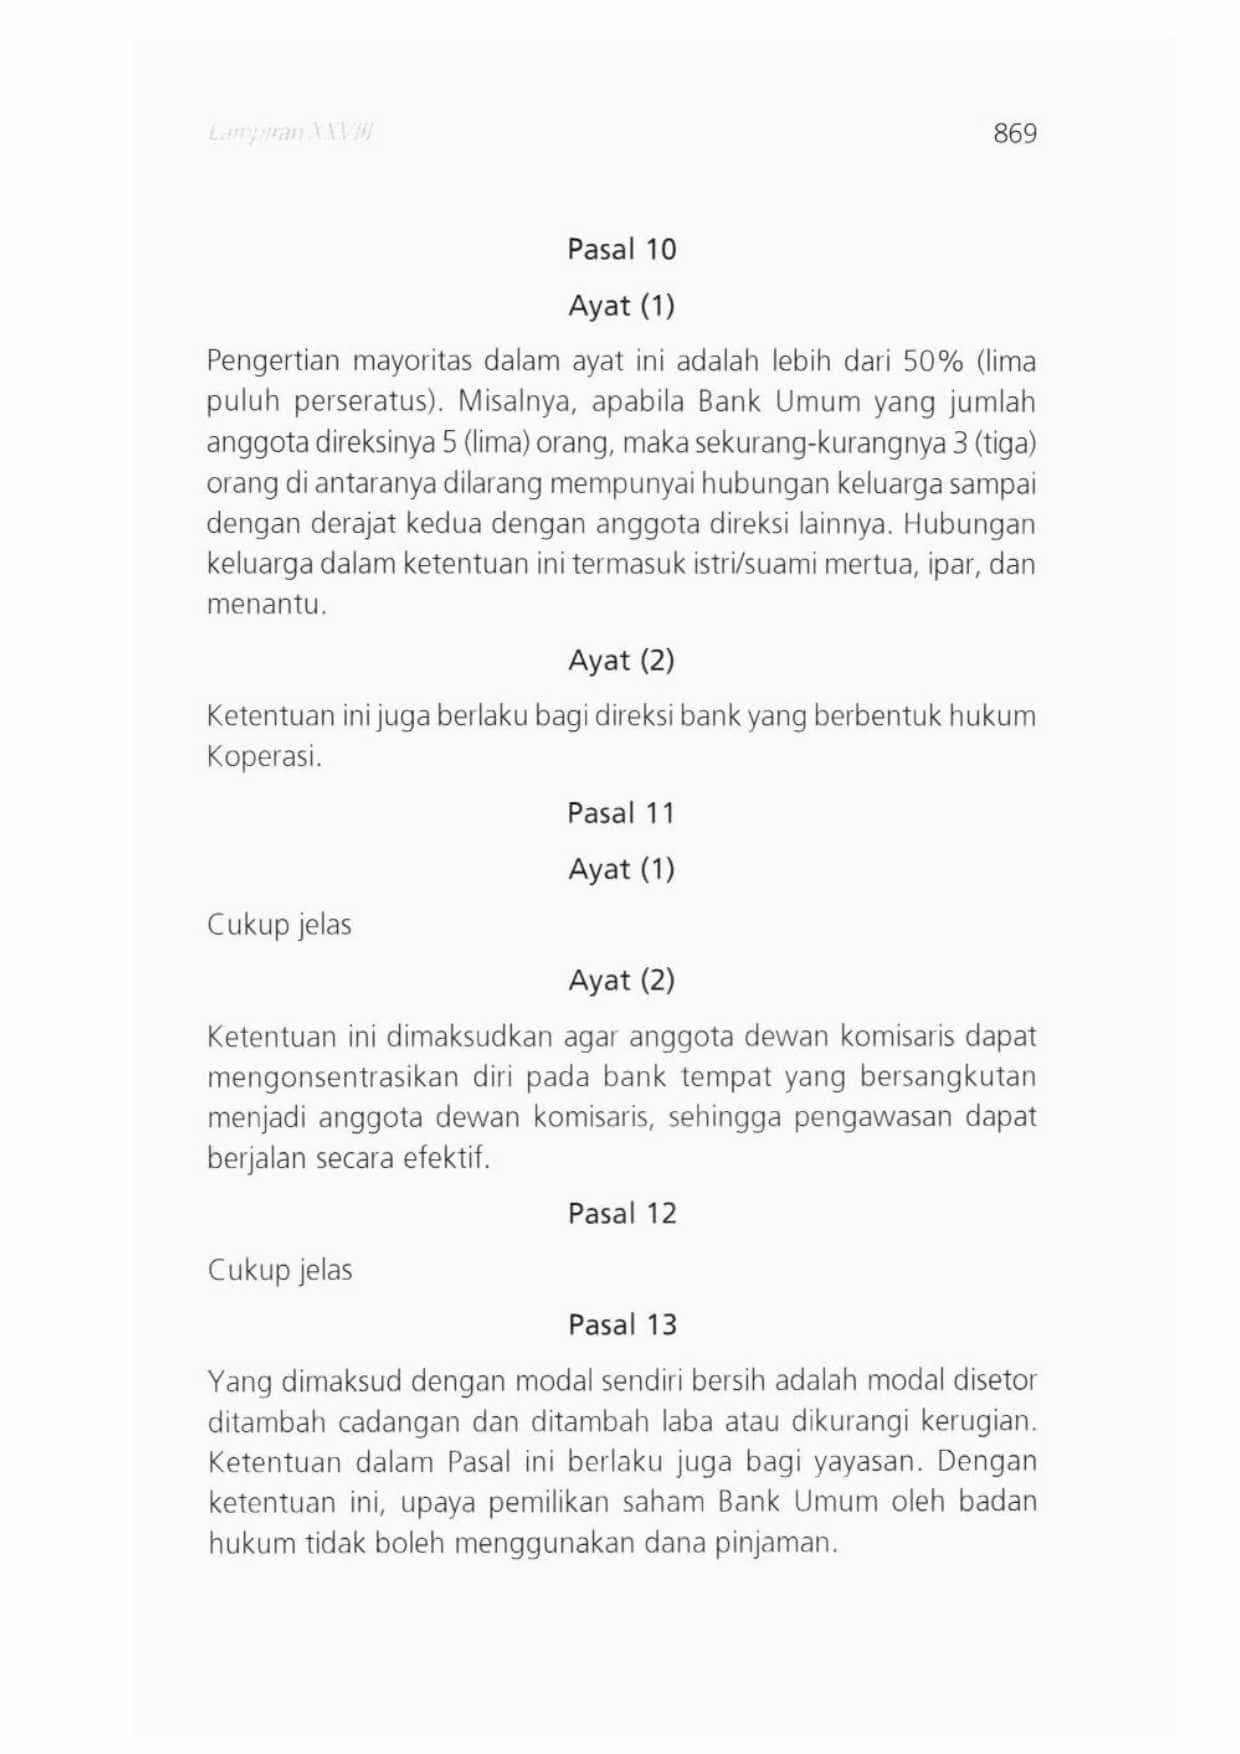 Lampiran XXVIII
869
Pasal 10
Ayat (1)
Pengertian mayoritas dalam ayat ini adalah lebih dari 50% (lima
puluh perseratus). Misalnya, apabila Bank Umum yang jumlah
anggota direksinya 5 (lima) orang, maka sekurang-kurangnya 3 (tiga)
orang di antaranya dilarang mempunyai hubungan keluarga sampai
dengan derajat kedua dengan anggota direksi lainnya. Hubungan
keluarga dalam ketentuan ini termasuk istri/suami mertua, ipar, dan
menantu.
Ayat (2)
Ketentuan ini juga berlaku bagi direksi bank yang berbentuk hukum
Koperasi.
Pasal 11
Ayat (1)
Cukup jelas
Ayat (2)
Ketentuan ini dimaksudkan agar anggota dewan komisaris dapat
mengonsentrasikan diri pada bank tempat yang bersangkutan
menjadi anggota dewan komisaris, sehingga pengawasan dapat
berjalan secara efektif.
Pasal 12
Cukup jelas
Pasal 13
Yang dimaksud dengan modal sendiri bersih adalah modal disetor
ditambah cadangan dan ditambah laba atau dikurangi kerugian.
Ketentuan dalam Pasal ini berlaku juga bagi yayasan. Dengan
ketentuan ini, upaya pemilikan saham Bank Umum oleh badan
hukum tidak boleh menggunakan dana pinjaman.